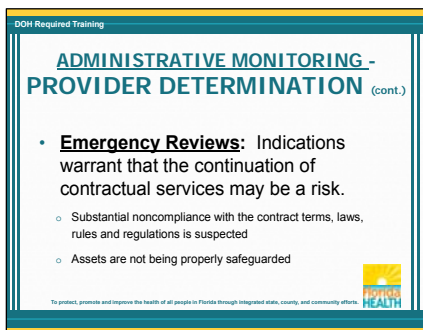 DOH Required Training
ADMINISTRATIVE MONITORING -
PROVIDER DETERMINATION (cont.)
• Emergency Reviews: Indications
warrant that the continuation of
contractual services may be a risk.
o Substantial noncompliance with the contract terms, laws,
rules and regulations is suspected
o Assets are not being properly safeguarded
To protect, promote and improve the health of all people in Florida through integrated state, county, and community efforts.
Florida
HEALTH